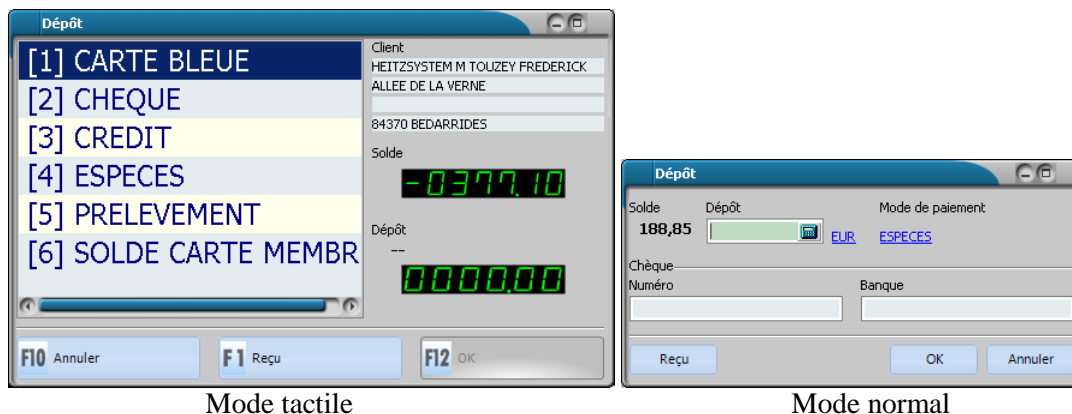 Dépôt
[1] CARTE BLEUE
[2] CHEQUE
[3] CREDIT
[4] ESPECES
[5] PRELEVEMENT
[6] SOLDE CARTE MEMBR
Client
HEITZSYSTEM M TOUZEY FREDERICK
ALLEE DE LA VERNE
84370 BEDARRIDES
Solde
-0377.10
Dépôt
--
0000.00
F10 Annuler
F1 Reçu
F12 OK
Mode tactile
Dépôt
Solde Dépôt Mode de paiement
188,85 EUR ESPECES
Chèque
Numéro Banque
Reçu OK Annuler
Mode normal